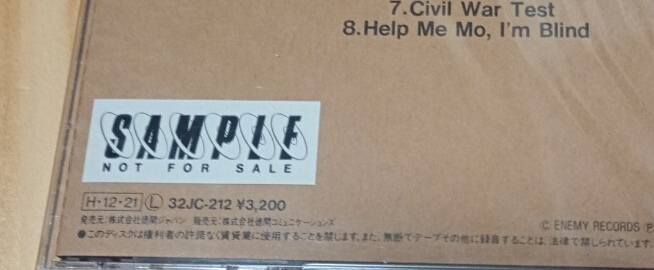 7.Civil War Test
8.Help Me Mo, I'm Blind
SAMPLE
NOT FOR SALE
H・12・21 Ⓛ 32JC-212 ¥3,200
発売元:株式会社徳間ジャパン 販売元:株式会社徳間コミュニケーションズ
© ENEMY RECORDS
●このディスクは権利者の許諾なく賃貸業に使用することを禁じます。また、無断でテープその他に録音することは、法律で禁じられています。